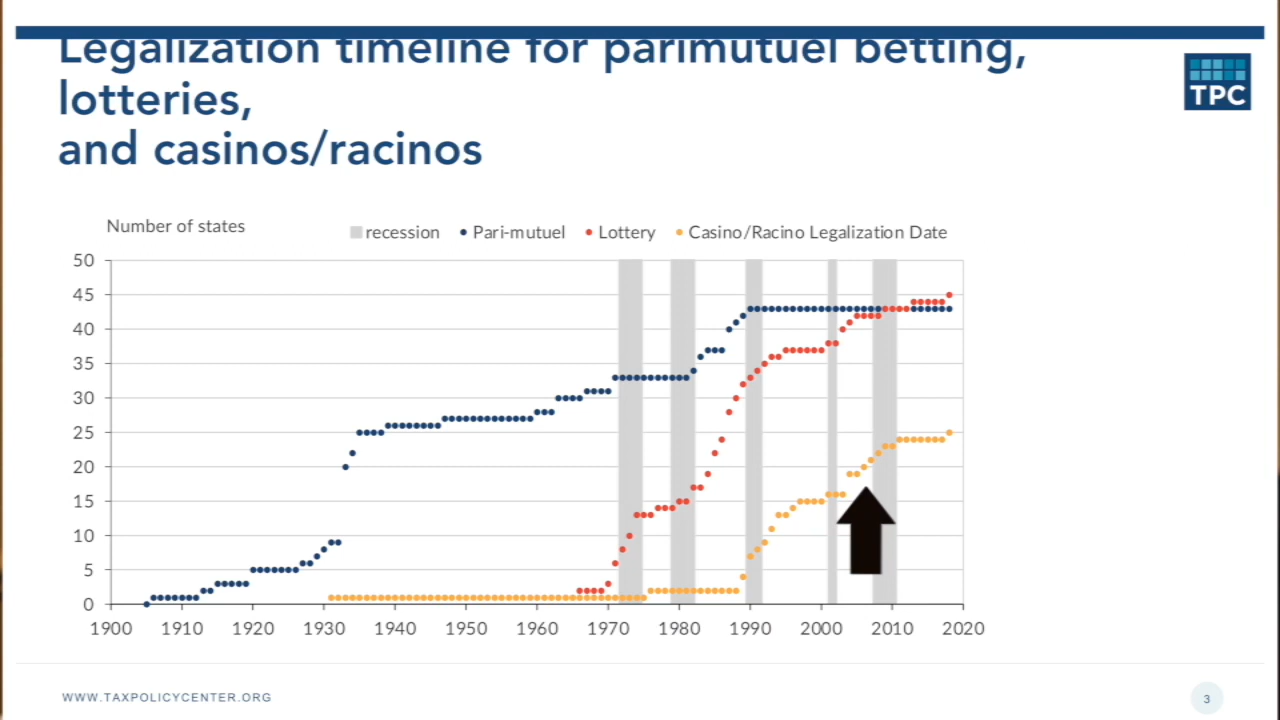 Legalization timeline for parimutuel betting,
lotteries,
and casinos/racinos
TPC
Number of states
recession Pari-mutuel Lottery Casino/Racino Legalization Date
50
45
40
35
30
25
20
15
10
5
0
1900 1910 1920 1930 1940 1950 1960 1970 1980 1990 2000 2010 2020
WWW.TAXPOLICYCENTER.ORG
3